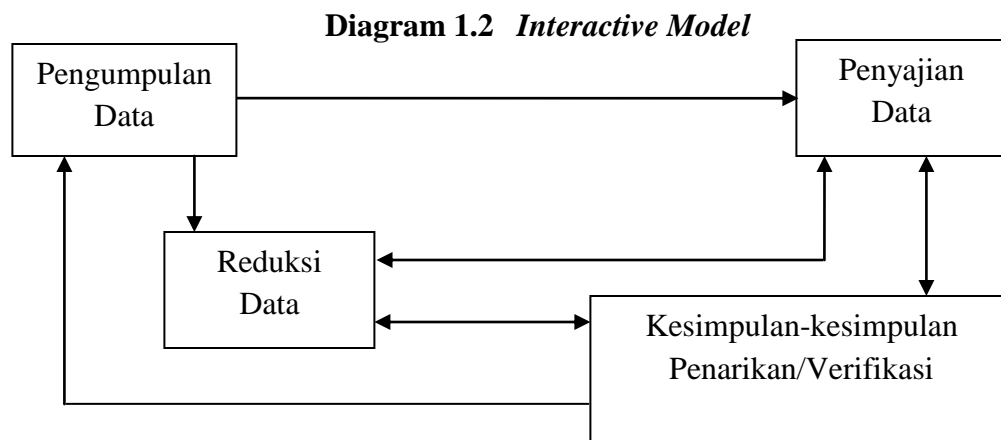 Diagram 1.2 Interactive Model
Pengumpulan
Data
Penyajian
Data
Reduksi
Data
Kesimpulan-kesimpulan
Penarikan/Verifikasi